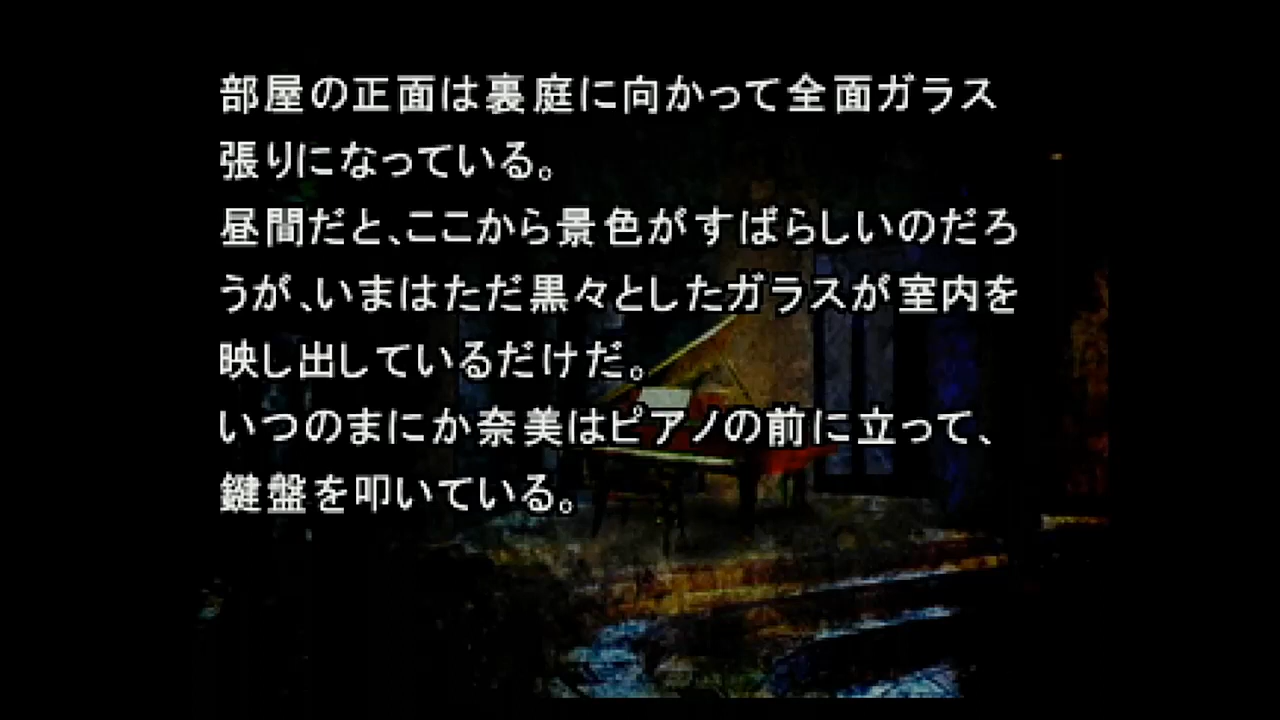 部屋の正面は裏庭に向かって全面ガラス
張りになっている。
昼間だと、ここから景色がすばらしいのだろ
うが、いまはただ黒々としたガラスが室内を
映し出しているだけだ。
いつのまにか奈美はピアノの前に立って、
鍵盤を叩いている。